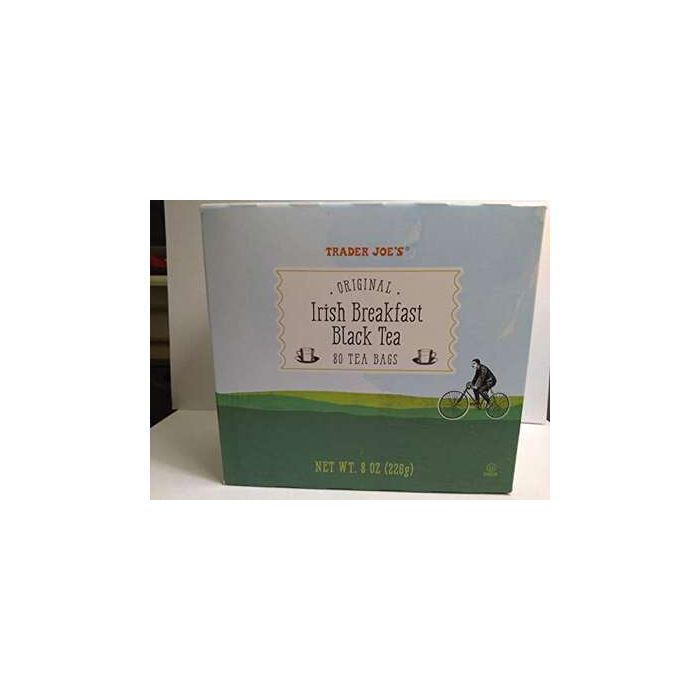 TRADER JOE'S®
· ORIGINAL ·
Irish Breakfast
Black Tea
80 TEA BAGS
NET WT. 8 OZ (226g)